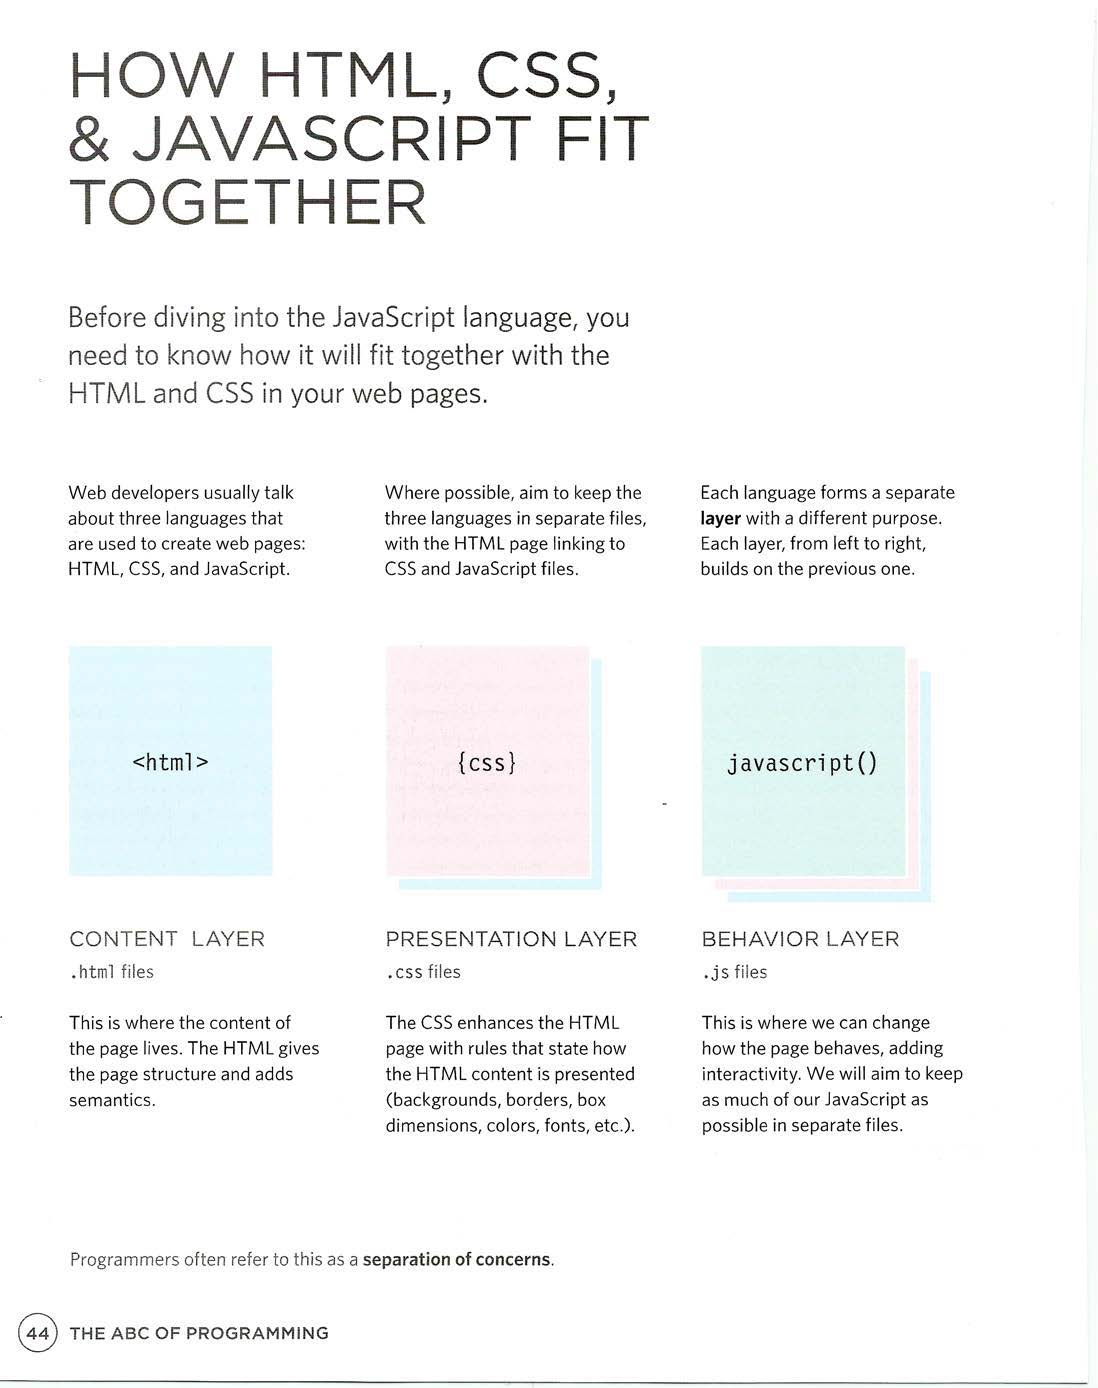 HOW HTML, CSS,
& JAVASCRIPT FIT
TOGETHER
Before diving into the JavaScript language, you
need to know how it will fit together with the
HTML and CSS in your web pages.
Web developers usually talk
about three languages that
are used to create web pages:
HTML, CSS, and JavaScript.
Where possible, aim to keep the
three languages in separate files,
with the HTML page linking to
CSS and JavaScript files.
Each language forms a separate
layer with a different purpose.
Each layer, from left to right,
builds on the previous one.
<html>
{css}
javascript()
CONTENT LAYER
.html files
This is where the content of
the page lives. The HTML gives
the page structure and adds
semantics.
PRESENTATION LAYER
.css files
The CSS enhances the HTML
page with rules that state how
the HTML content is presented
(backgrounds, borders, box
dimensions, colors, fonts, etc.).
BEHAVIOR LAYER
.js files
This is where we can change
how the page behaves, adding
interactivity. We will aim to keep
as much of our JavaScript as
possible in separate files.
Programmers often refer to this as a separation of concerns.
44 THE ABC OF PROGRAMMING